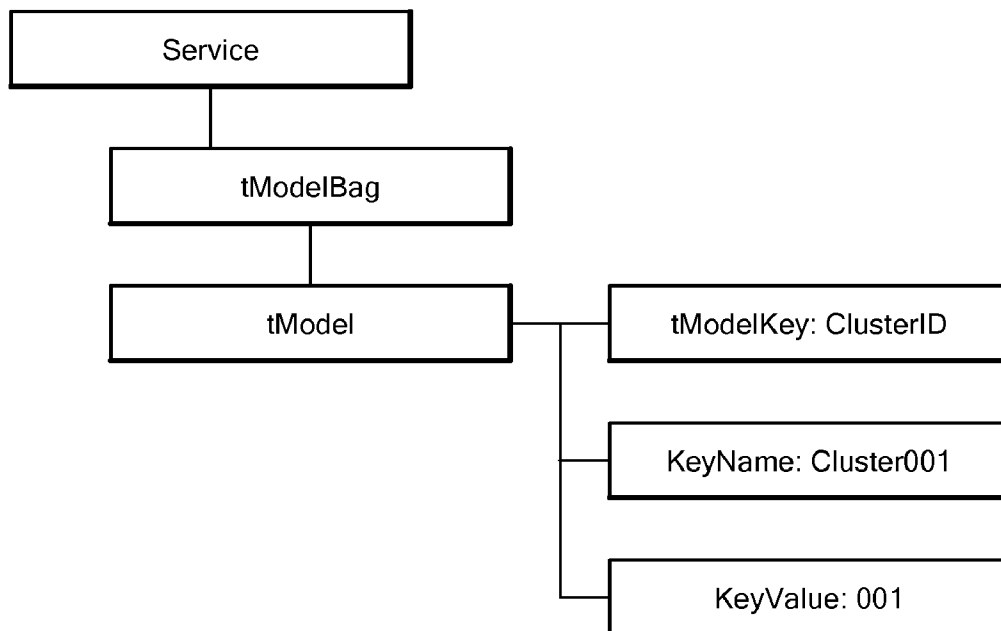 Service
tModelBag
tModel
tModelKey: ClusterID
KeyName: Cluster001
KeyValue: 001